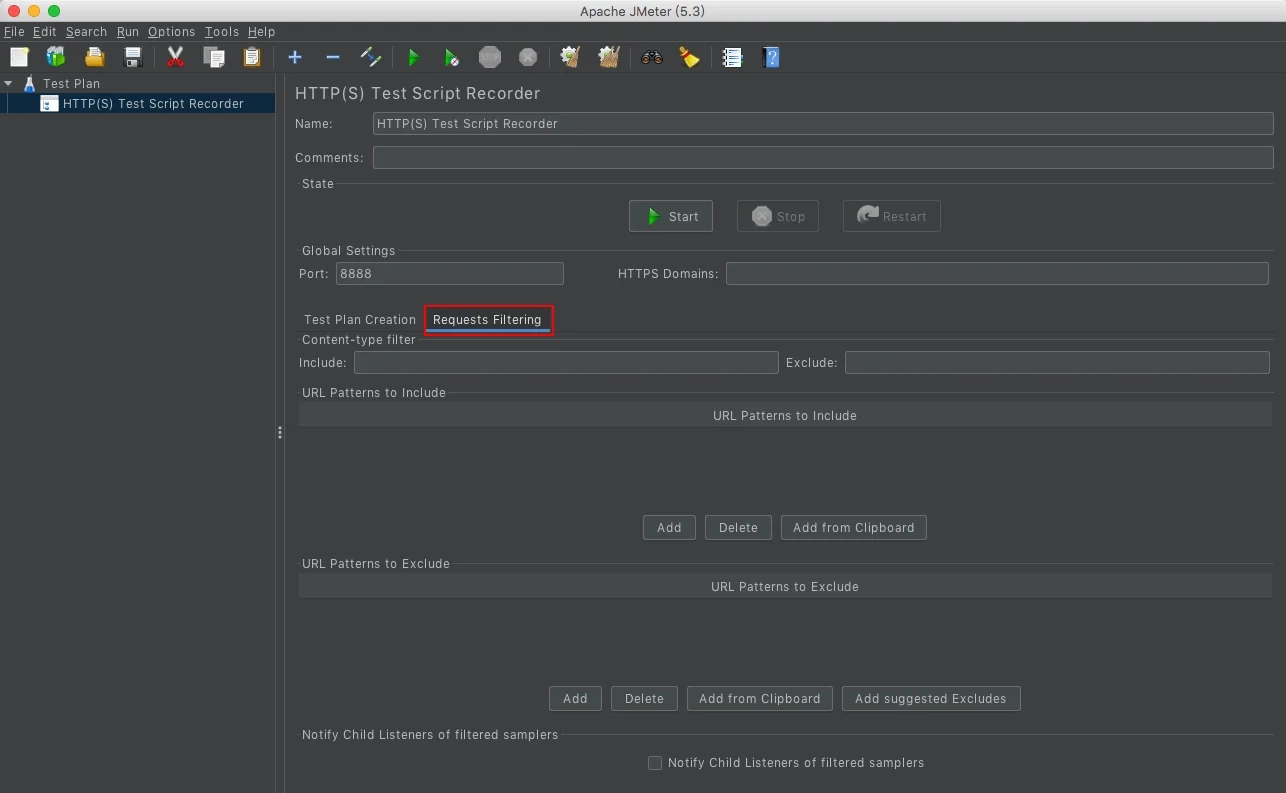 Apache JMeter (5.3)
File Edit Search Run Options Tools Help
STOP
Test Plan
HTTP(S) Test Script Recorder
HTTP(S) Test Script Recorder
Name: HTTP(S) Test Script Recorder
Comments:
State
Start Stop Restart
Global Settings
Port: 8888 HTTPS Domains:
Test Plan Creation Requests Filtering
Content-type filter
Include: Exclude:
URL Patterns to Include
URL Patterns to Include
Add Delete Add from Clipboard
URL Patterns to Exclude
URL Patterns to Exclude
Add Delete Add from Clipboard Add suggested Excludes
Notify Child Listeners of filtered samplers
Notify Child Listeners of filtered samplers